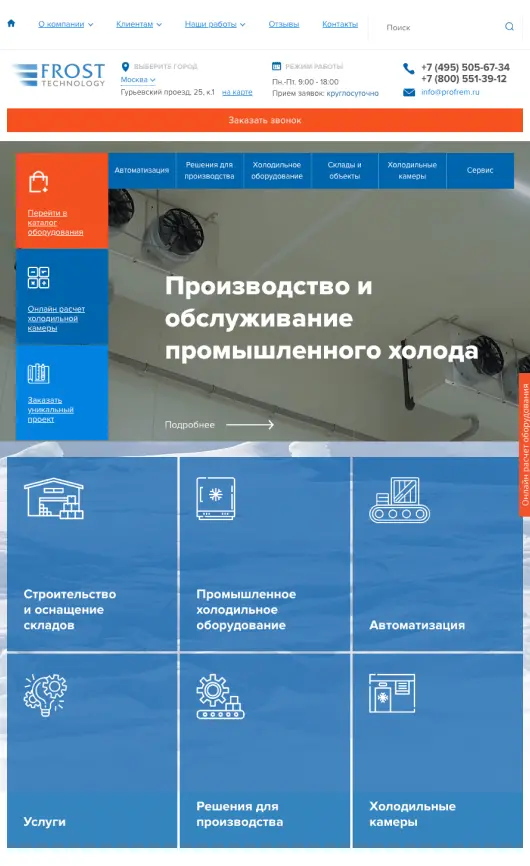 О компании
Клиентам
Наши работы
Отзывы
Контакты
Поиск
FROST
TECHNOLOGY
ВЫБЕРИТЕ ГОРОД
Москва
Гурьевский проезд, 25, к.1 на карте
РЕЖИМ РАБОТЫ
Пн.-Пт. 9:00 - 18:00
Прием заявок: круглосуточно
+7 (495) 505-67-34
+7 (800) 551-39-12
info@profrem.ru
Заказать звонок
Перейти в
каталог
оборудования
Онлайн расчет
холодильной
камеры
Заказать
уникальный
проект
Автоматизация
Решения для
производства
Холодильное
оборудование
Склады и
объекты
Холодильные
камеры
Сервис
Производство и
обслуживание
промышленного холода
Подробнее
Онлайн расчет оборудования
Строительство
и оснащение
складов
Промышленное
холодильное
оборудование
Автоматизация
Услуги
Решения для
производства
Холодильные
камеры